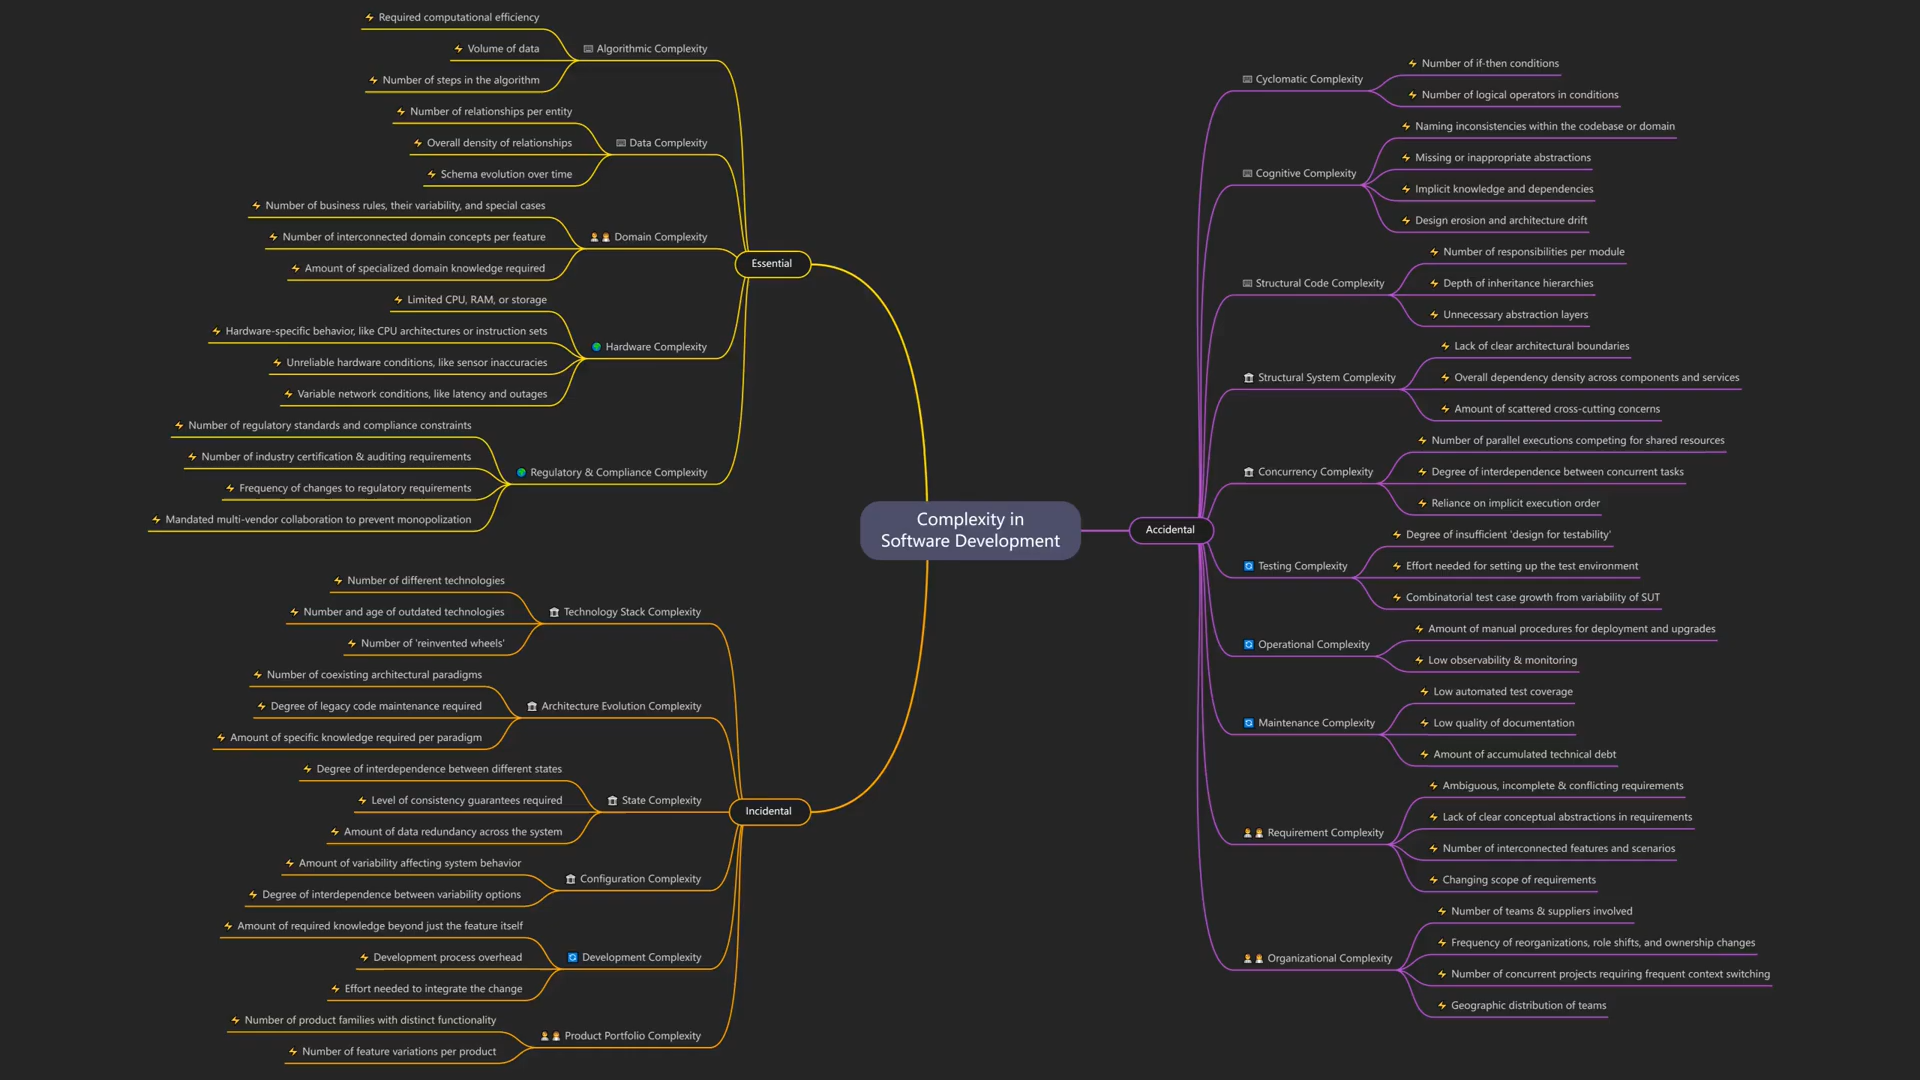 Complexity in
Software Development
Essential
Algorithmic Complexity
Required computational efficiency
Volume of data
Number of steps in the algorithm
Data Complexity
Number of relationships per entity
Overall density of relationships
Schema evolution over time
Domain Complexity
Number of business rules, their variability, and special cases
Number of interconnected domain concepts per feature
Amount of specialized domain knowledge required
Hardware Complexity
Limited CPU, RAM, or storage
Hardware-specific behavior, like CPU architectures or instruction sets
Unreliable hardware conditions, like sensor inaccuracies
Variable network conditions, like latency and outages
Regulatory & Compliance Complexity
Number of regulatory standards and compliance constraints
Number of industry certification & auditing requirements
Frequency of changes to regulatory requirements
Mandated multi-vendor collaboration to prevent monopolization
Incidental
Technology Stack Complexity
Number of different technologies
Number and age of outdated technologies
Number of 'reinvented wheels'
Architecture Evolution Complexity
Number of coexisting architectural paradigms
Degree of legacy code maintenance required
Amount of specific knowledge required per paradigm
State Complexity
Degree of interdependence between different states
Level of consistency guarantees required
Amount of data redundancy across the system
Configuration Complexity
Amount of variability affecting system behavior
Degree of interdependence between variability options
Development Complexity
Amount of required knowledge beyond just the feature itself
Development process overhead
Effort needed to integrate the change
Product Portfolio Complexity
Number of product families with distinct functionality
Number of feature variations per product
Accidental
Cyclomatic Complexity
Number of if-then conditions
Number of logical operators in conditions
Cognitive Complexity
Naming inconsistencies within the codebase or domain
Missing or inappropriate abstractions
Implicit knowledge and dependencies
Design erosion and architecture drift
Structural Code Complexity
Number of responsibilities per module
Depth of inheritance hierarchies
Unnecessary abstraction layers
Structural System Complexity
Lack of clear architectural boundaries
Overall dependency density across components and services
Amount of scattered cross-cutting concerns
Concurrency Complexity
Number of parallel executions competing for shared resources
Degree of interdependence between concurrent tasks
Reliance on implicit execution order
Testing Complexity
Degree of insufficient 'design for testability'
Effort needed for setting up the test environment
Combinatorial test case growth from variability of SUT
Operational Complexity
Amount of manual procedures for deployment and upgrades
Low observability & monitoring
Maintenance Complexity
Low automated test coverage
Low quality of documentation
Amount of accumulated technical debt
Requirement Complexity
Ambiguous, incomplete & conflicting requirements
Lack of clear conceptual abstractions in requirements
Number of interconnected features and scenarios
Changing scope of requirements
Organizational Complexity
Number of teams & suppliers involved
Frequency of reorganizations, role shifts, and ownership changes
Number of concurrent projects requiring frequent context switching
Geographic distribution of teams